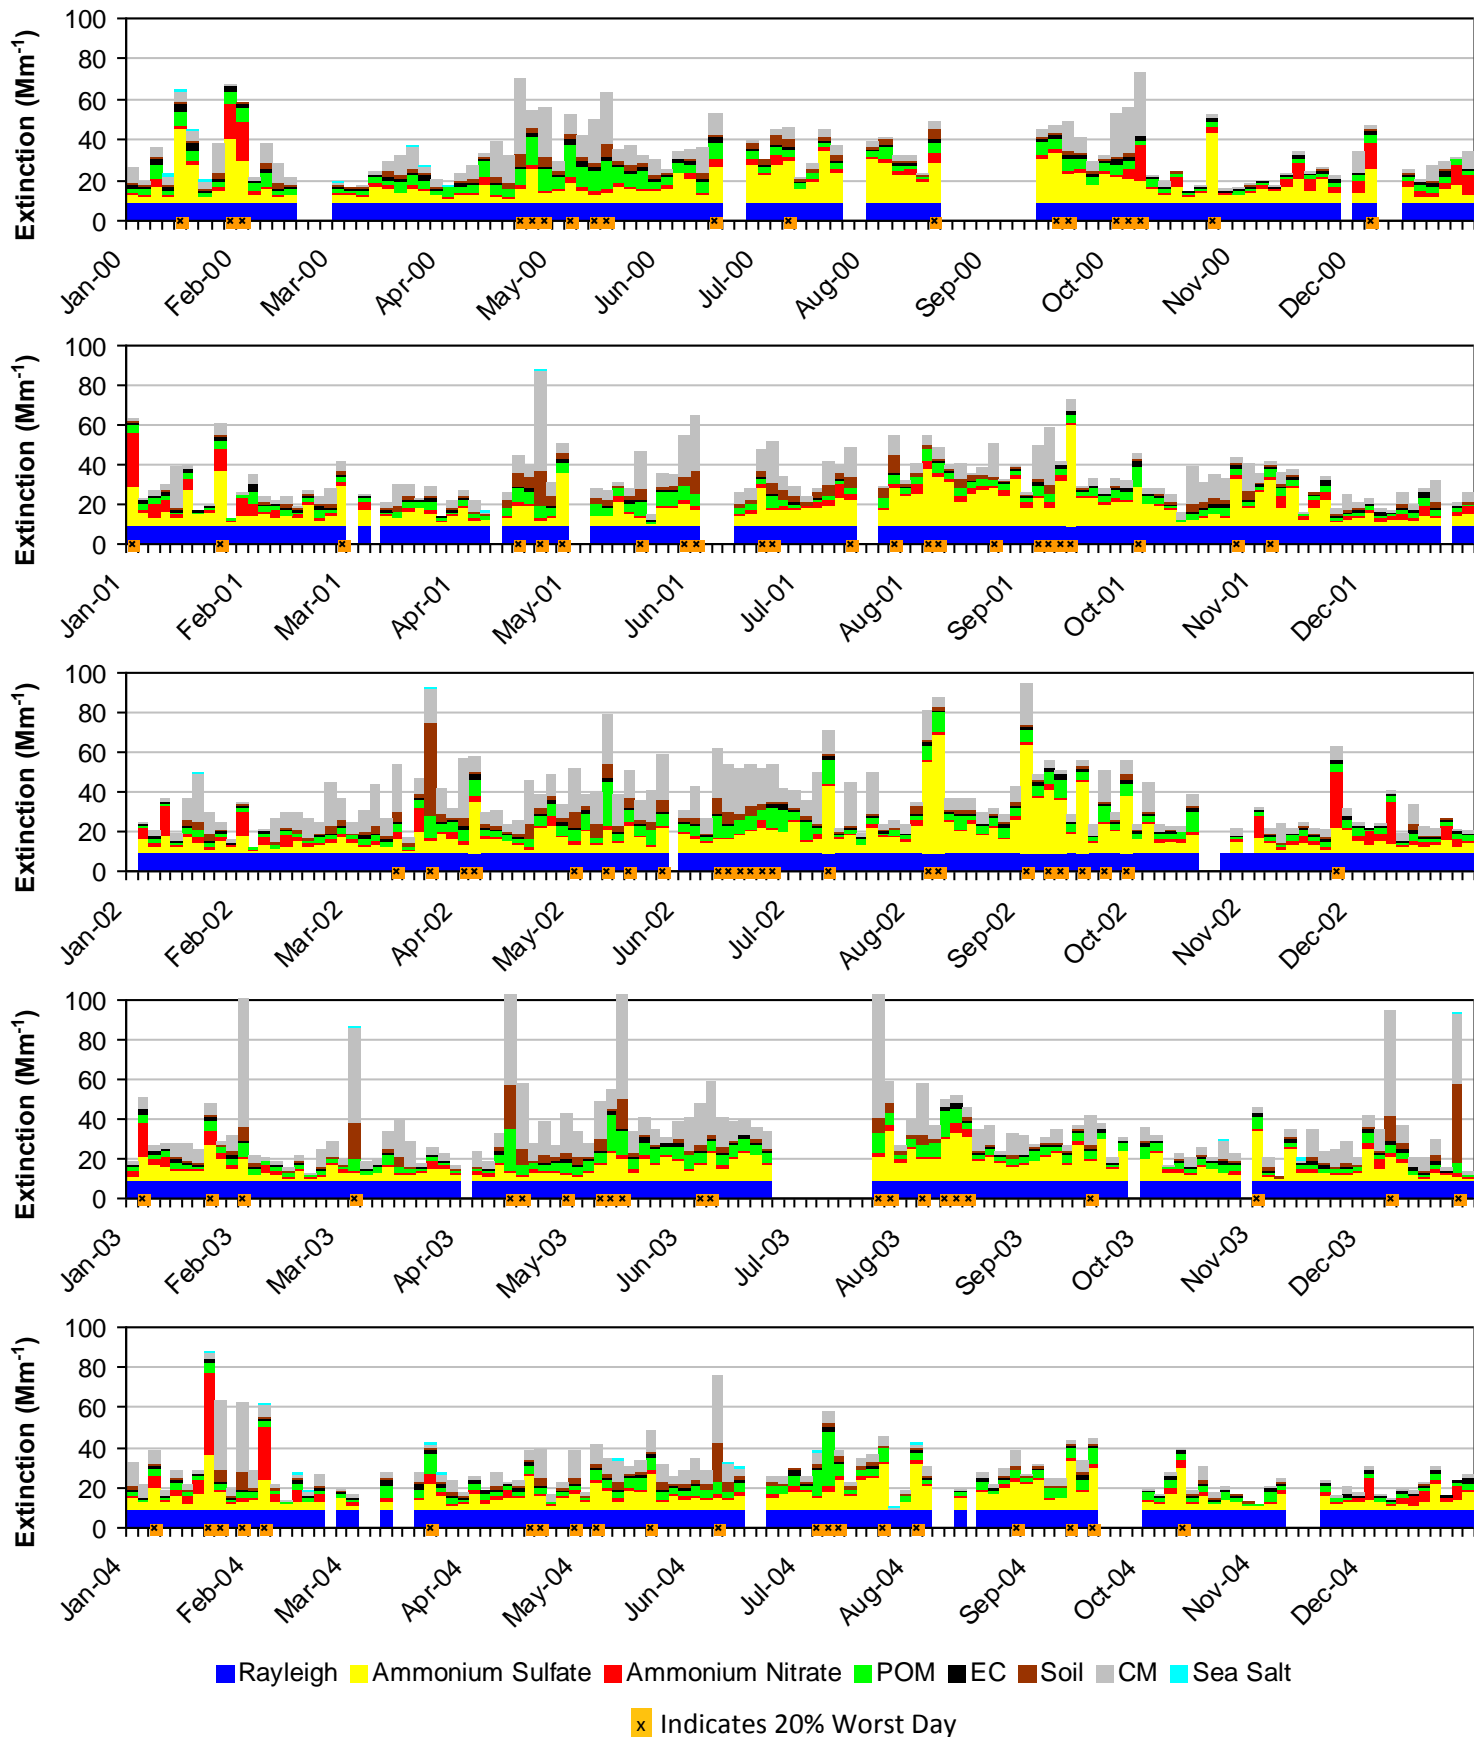 Extinction (Mm-1)
100
80
60
40
20
0
Jan-00 Feb-00 Mar-00 Apr-00 May-00 Jun-00 Jul-00 Aug-00 Sep-00 Oct-00 Nov-00 Dec-00
Extinction (Mm-1)
100
80
60
40
20
0
Jan-01 Feb-01 Mar-01 Apr-01 May-01 Jun-01 Jul-01 Aug-01 Sep-01 Oct-01 Nov-01 Dec-01
Extinction (Mm-1)
100
80
60
40
20
0
Jan-02 Feb-02 Mar-02 Apr-02 May-02 Jun-02 Jul-02 Aug-02 Sep-02 Oct-02 Nov-02 Dec-02
Extinction (Mm-1)
100
80
60
40
20
0
Jan-03 Feb-03 Mar-03 Apr-03 May-03 Jun-03 Jul-03 Aug-03 Sep-03 Oct-03 Nov-03 Dec-03
Extinction (Mm-1)
100
80
60
40
20
0
Jan-04 Feb-04 Mar-04 Apr-04 May-04 Jun-04 Jul-04 Aug-04 Sep-04 Oct-04 Nov-04 Dec-04
Rayleigh Ammonium Sulfate Ammonium Nitrate POM EC Soil CM Sea Salt
x Indicates 20% Worst Day